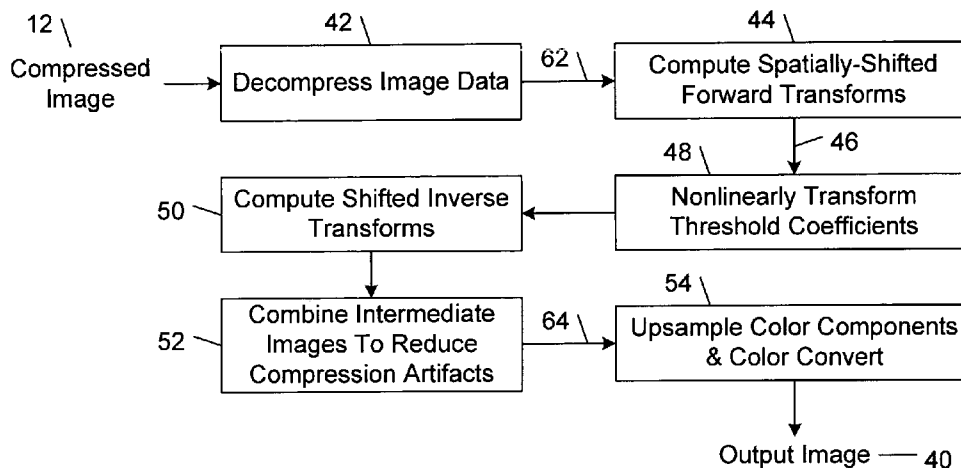 12
42
44
Compressed
Image
Decompress Image Data
62
Compute Spatially-Shifted
Forward Transforms
46
48
50
Compute Shifted Inverse
Transforms
Nonlinearly Transform
Threshold Coefficients
52
Combine Intermediate
Images To Reduce
Compression Artifacts
64
54
Upsample Color Components
& Color Convert
Output Image
40